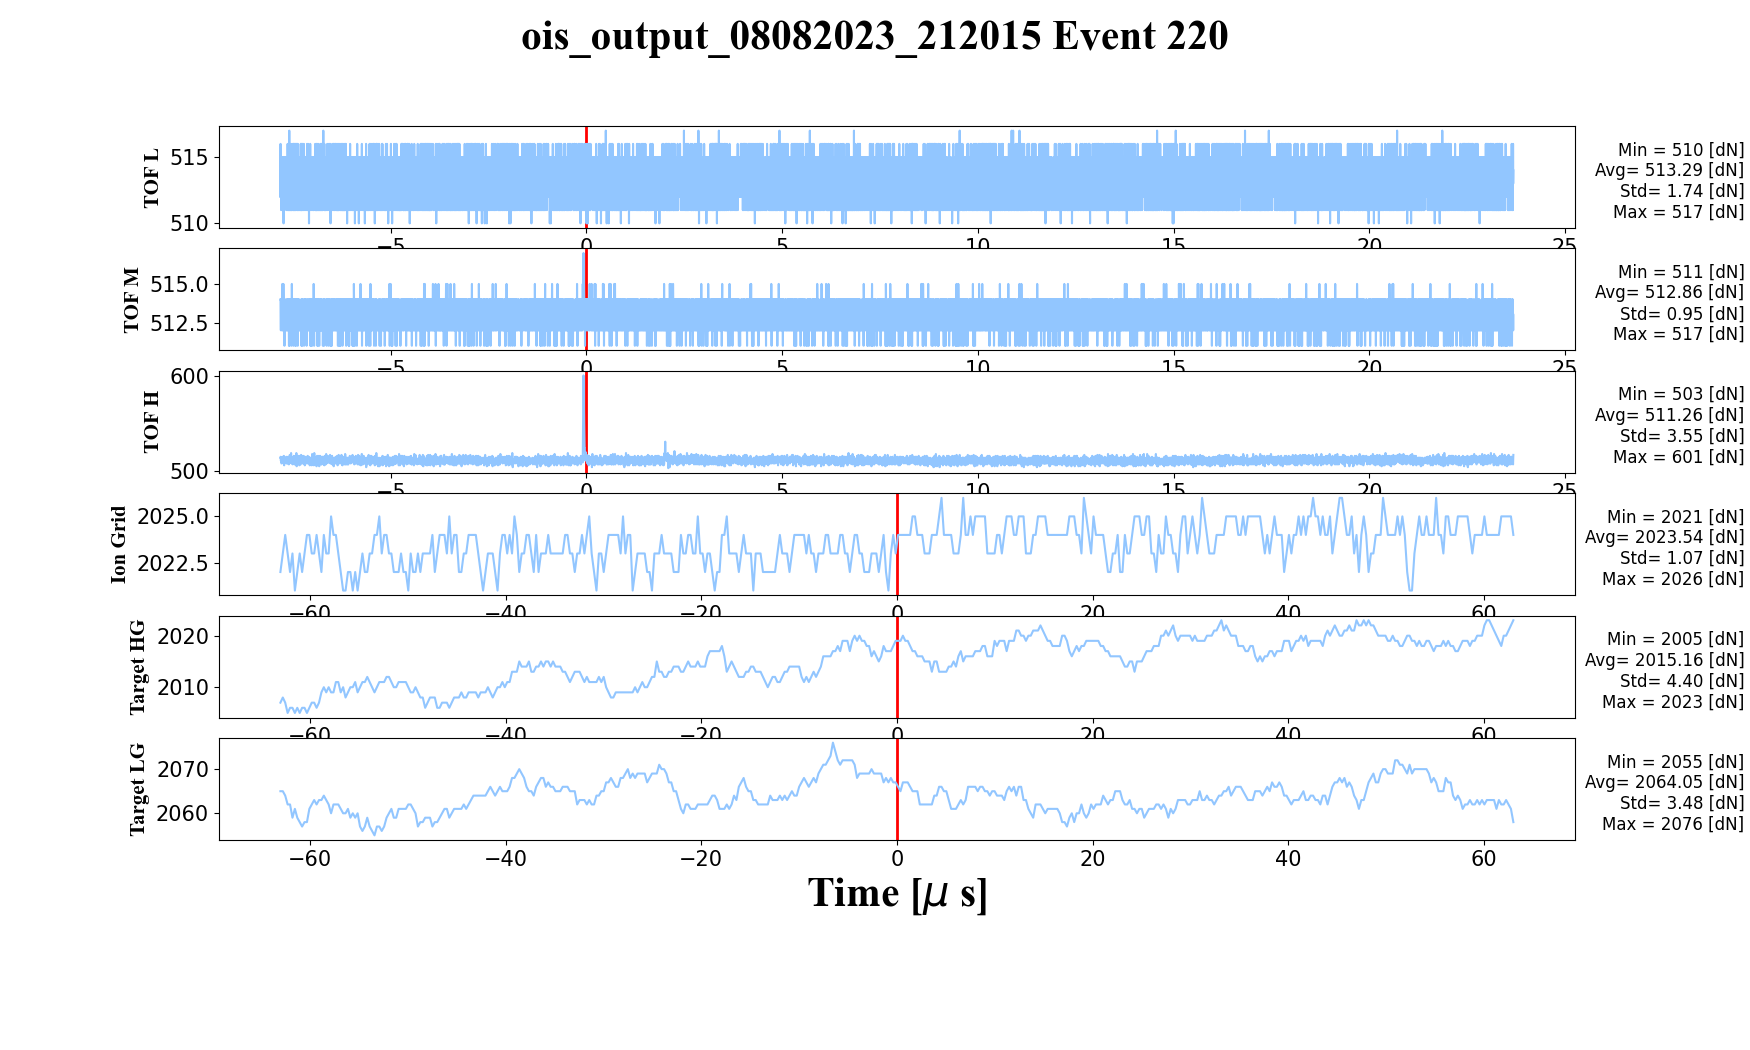 ois_output_08082023_212015 Event 220
TOF L
515
510
−5
0
5
10
15
20
25
Min = 510 [dN]
Avg= 513.29 [dN]
Std= 1.74 [dN]
Max = 517 [dN]
TOF M
515.0
512.5
−5
0
5
10
15
20
25
Min = 511 [dN]
Avg= 512.86 [dN]
Std= 0.95 [dN]
Max = 517 [dN]
TOF H
600
500
−5
0
5
10
15
20
25
Min = 503 [dN]
Avg= 511.26 [dN]
Std= 3.55 [dN]
Max = 601 [dN]
Ion Grid
2025.0
2022.5
−60
−40
−20
0
20
40
60
Min = 2021 [dN]
Avg= 2023.54 [dN]
Std= 1.07 [dN]
Max = 2026 [dN]
Target HG
2020
2010
−60
−40
−20
0
20
40
60
Min = 2005 [dN]
Avg= 2015.16 [dN]
Std= 4.40 [dN]
Max = 2023 [dN]
Target LG
2070
2060
−60
−40
−20
0
20
40
60
Min = 2055 [dN]
Avg= 2064.05 [dN]
Std= 3.48 [dN]
Max = 2076 [dN]
Time [μ s]